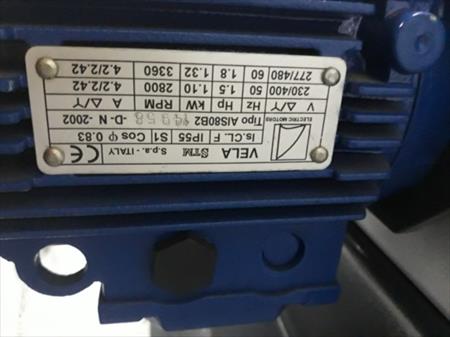 VELA STM S.p.a. - ITALY CE
Is.CL. F IP55 S1 Cos φ 0.83
ELECTRIC MOTORS Tipo AIS80B2 -D- N -2002
V Δ/Y Hz Hp kW RPM A Δ/Y
230/400 50 1.5 1.10 2800 4.2/2.42
277/480 60 1.8 1.32 3360 4.2/2.42